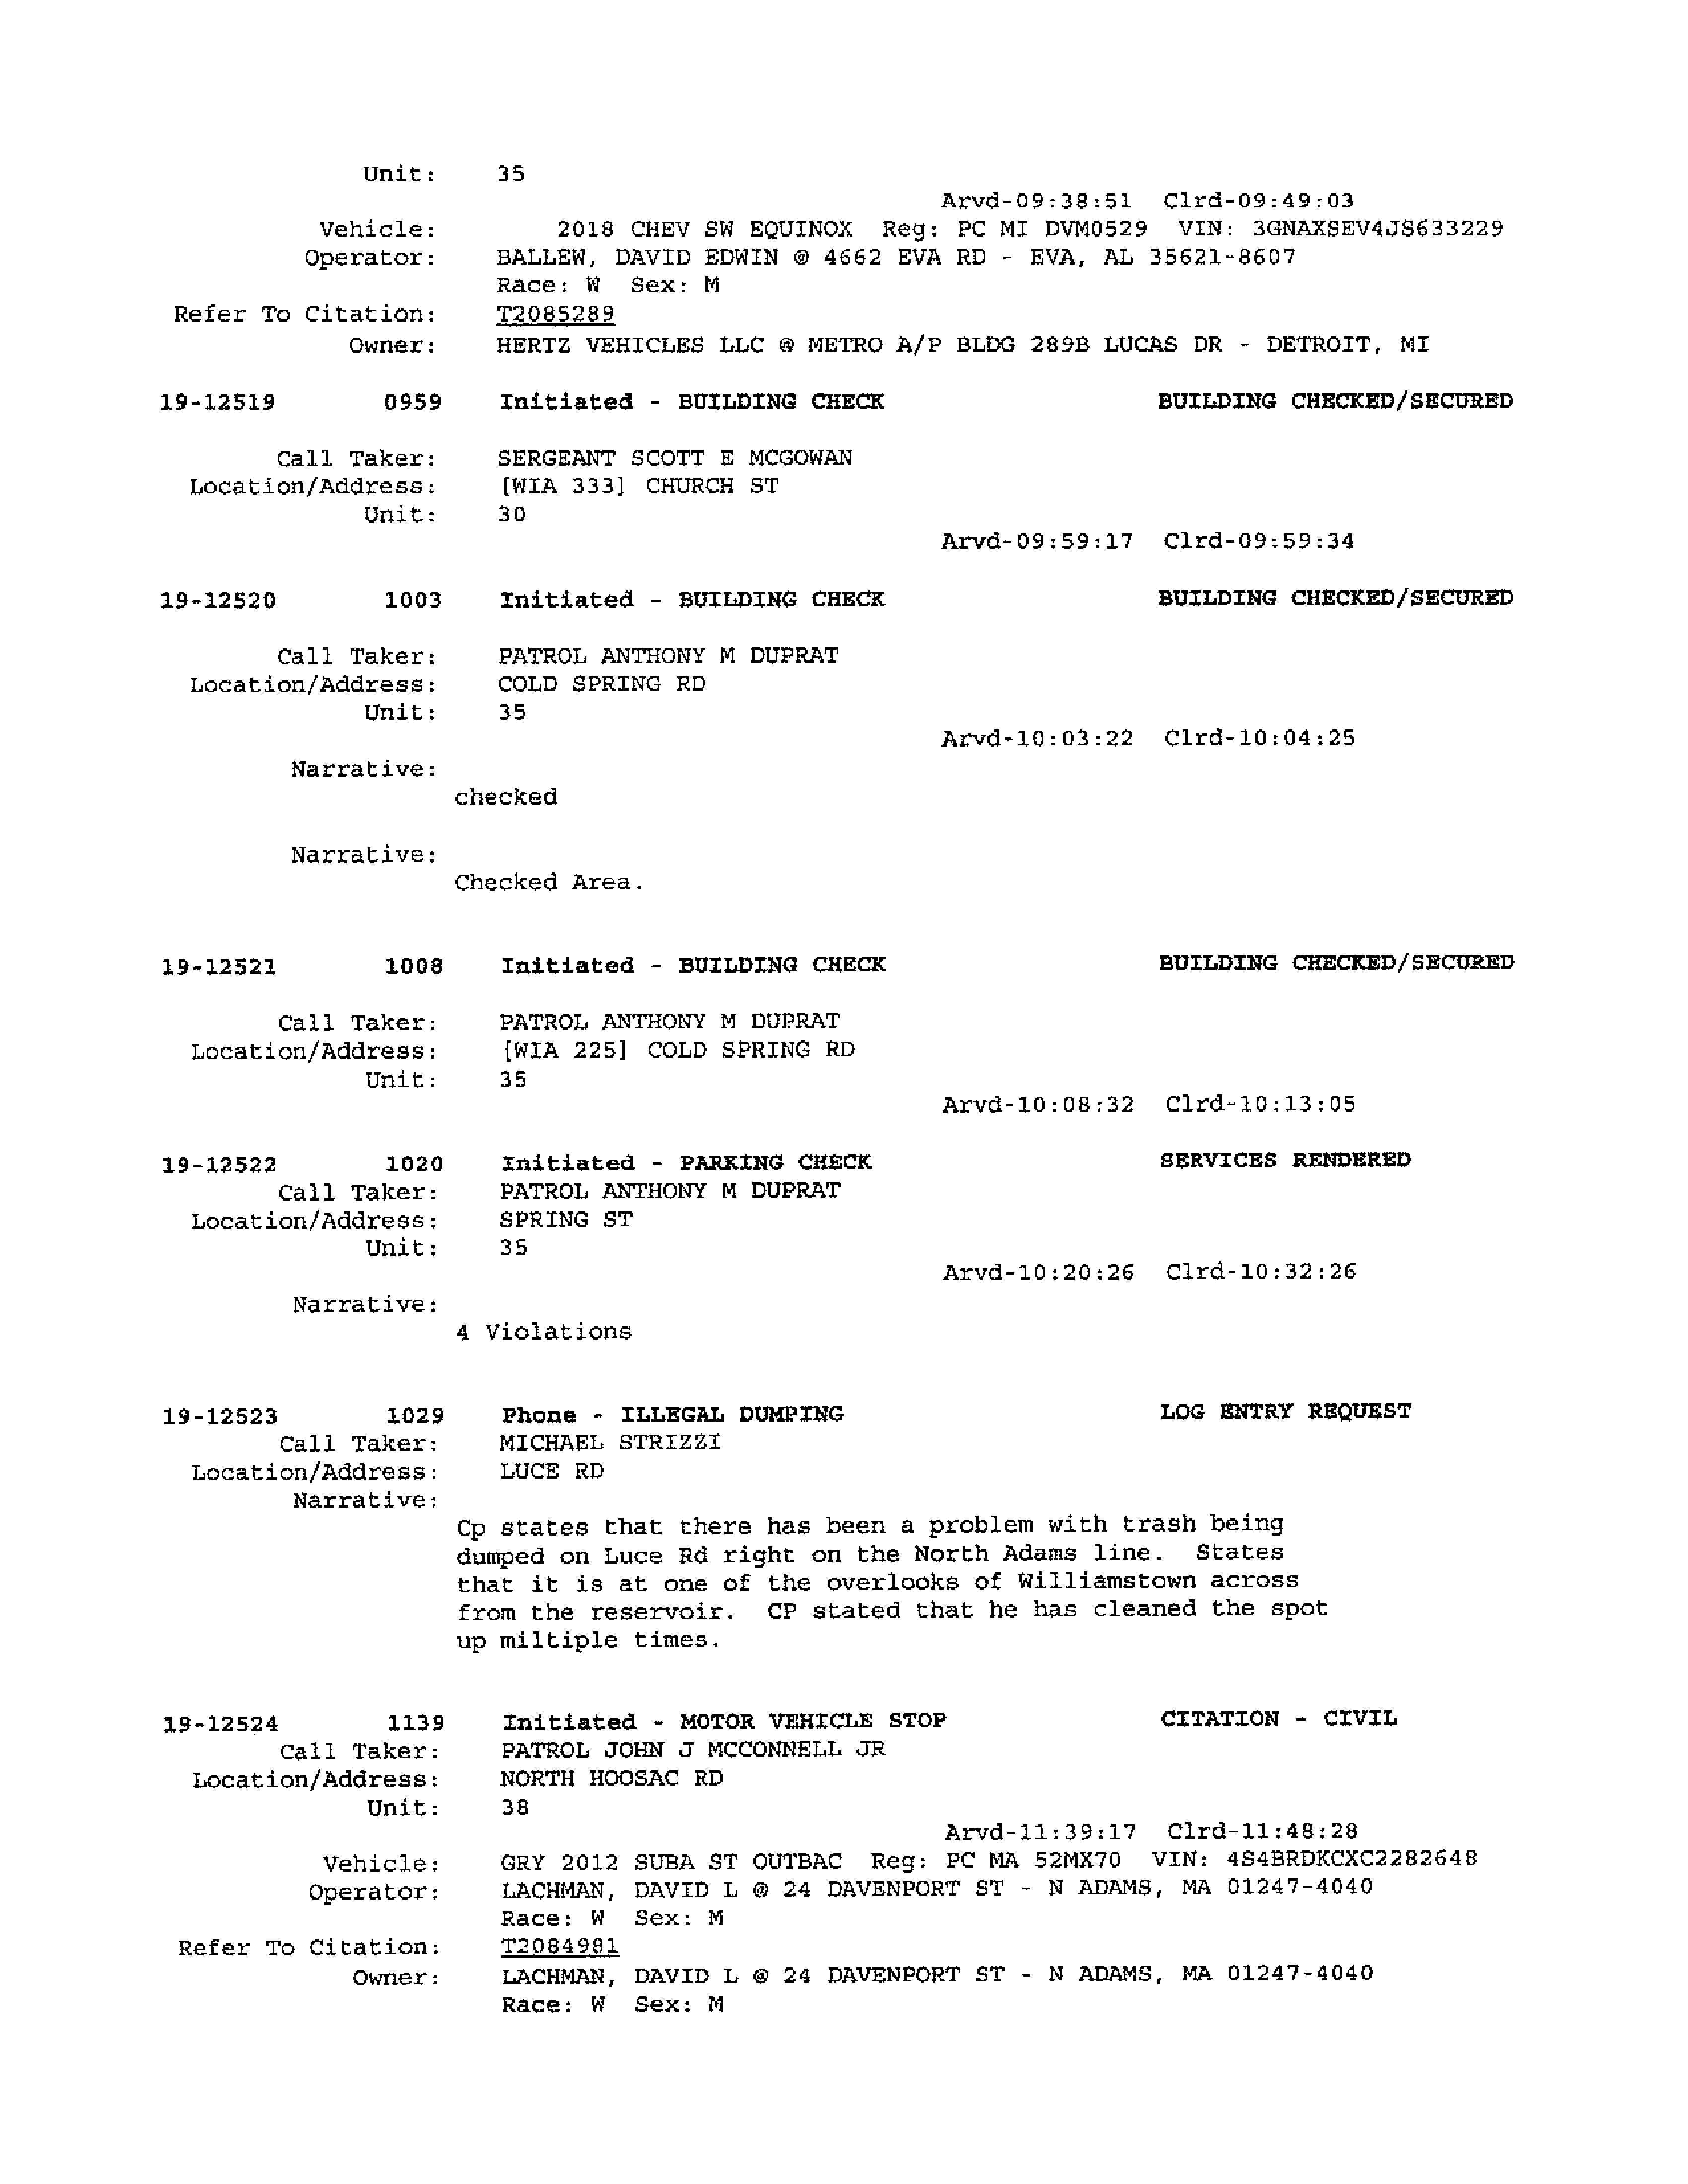 Unit: 35
Arvd-09:38:51 Clrd-09:49:03
Vehicle: 2018 CHEV SW EQUINOX Reg: PC MI DVM0529 VIN: 3GNAXSEV4JS633229
Operator: BALLEW, DAVID EDWIN @ 4662 EVA RD - EVA, AL 35621-8607
Race: W Sex: M
Refer To Citation: T2085289
Owner: HERTZ VEHICLES LLC @ METRO A/P BLDG 289B LUCAS DR - DETROIT, MI
19-12519 0959 Initiated - BUILDING CHECK BUILDING CHECKED/SECURED
Call Taker: SERGEANT SCOTT E MCGOWAN
Location/Address: [WIA 333] CHURCH ST
Unit: 30
Arvd-09:59:17 Clrd-09:59:34
19-12520 1003 Initiated - BUILDING CHECK BUILDING CHECKED/SECURED
Call Taker: PATROL ANTHONY M DUPRAT
Location/Address: COLD SPRING RD
Unit: 35
Arvd-10:03:22 Clrd-10:04:25
Narrative:
checked
Narrative:
Checked Area.
19-12521 1008 Initiated - BUILDING CHECK BUILDING CHECKED/SECURED
Call Taker: PATROL ANTHONY M DUPRAT
Location/Address: [WIA 225] COLD SPRING RD
Unit: 35
Arvd-10:08:32 Clrd-10:13:05
19-12522 1020 Initiated - PARKING CHECK SERVICES RENDERED
Call Taker: PATROL ANTHONY M DUPRAT
Location/Address: SPRING ST
Unit: 35
Arvd-10:20:26 Clrd-10:32:26
Narrative:
4 Violations
19-12523 1029 Phone - ILLEGAL DUMPING LOG ENTRY REQUEST
Call Taker: MICHAEL STRIZZI
Location/Address: LUCE RD
Narrative:
Cp states that there has been a problem with trash being
dumped on Luce Rd right on the North Adams line. States
that it is at one of the overlooks of Williamstown across
from the reservoir. CP stated that he has cleaned the spot
up miltiple times.
19-12524 1139 Initiated - MOTOR VEHICLE STOP CITATION - CIVIL
Call Taker: PATROL JOHN J MCCONNELL JR
Location/Address: NORTH HOOSAC RD
Unit: 38
Arvd-11:39:17 Clrd-11:48:28
Vehicle: GRY 2012 SUBA ST OUTBAC Reg: PC MA 52MX70 VIN: 4S4BRDKCXC2282648
Operator: LACHMAN, DAVID L @ 24 DAVENPORT ST - N ADAMS, MA 01247-4040
Race: W Sex: M
Refer To Citation: T2084981
Owner: LACHMAN, DAVID L @ 24 DAVENPORT ST - N ADAMS, MA 01247-4040
Race: W Sex: M